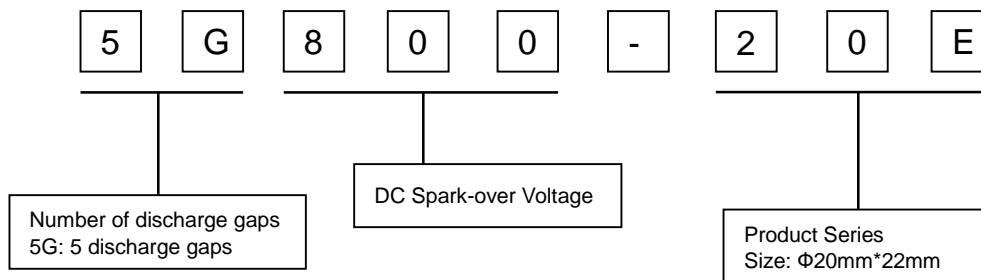 5 G 8 0 0 - 2 0 E
Number of discharge gaps
5G: 5 discharge gaps
DC Spark-over Voltage
Product Series
Size: Φ20mm*22mm